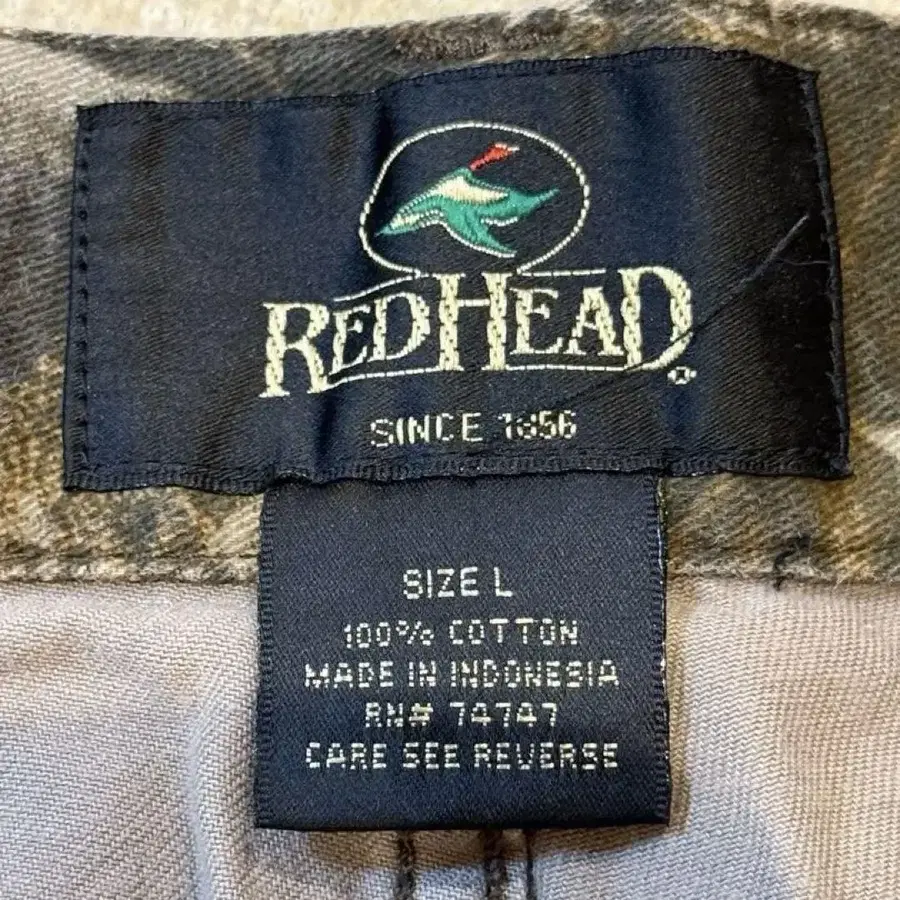 REDHEAD®
SINCE 1856
SIZE L
100% COTTON
MADE IN INDONESIA
RN# 74747
CARE SEE REVERSE